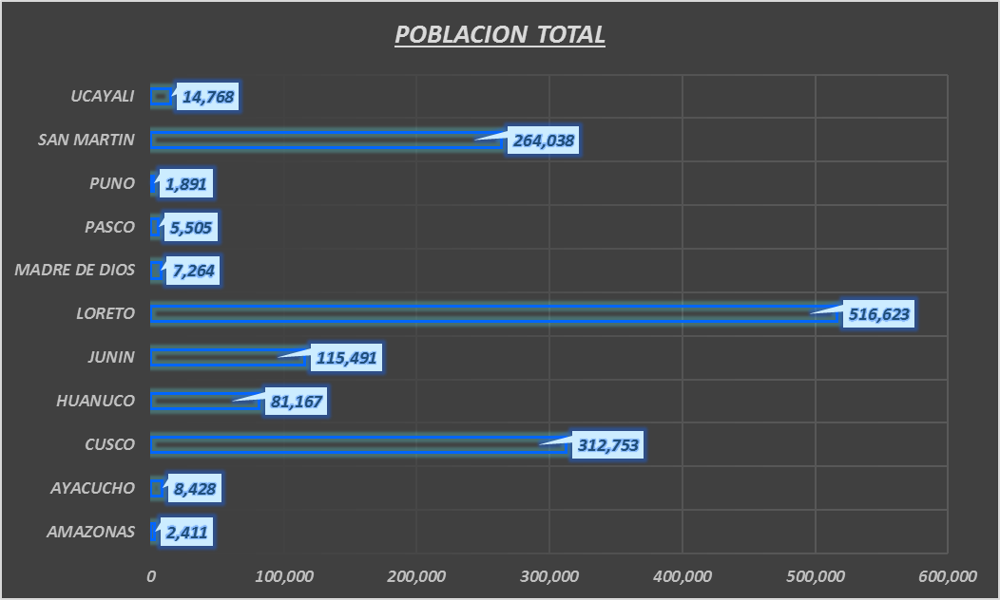 POBLACION TOTAL
UCAYALI 14,768
SAN MARTIN 264,038
PUNO 1,891
PASCO 5,505
MADRE DE DIOS 7,264
LORETO 516,623
JUNIN 115,491
HUANUCO 81,167
CUSCO 312,753
AYACUCHO 8,428
AMAZONAS 2,411
0 100,000 200,000 300,000 400,000 500,000 600,000